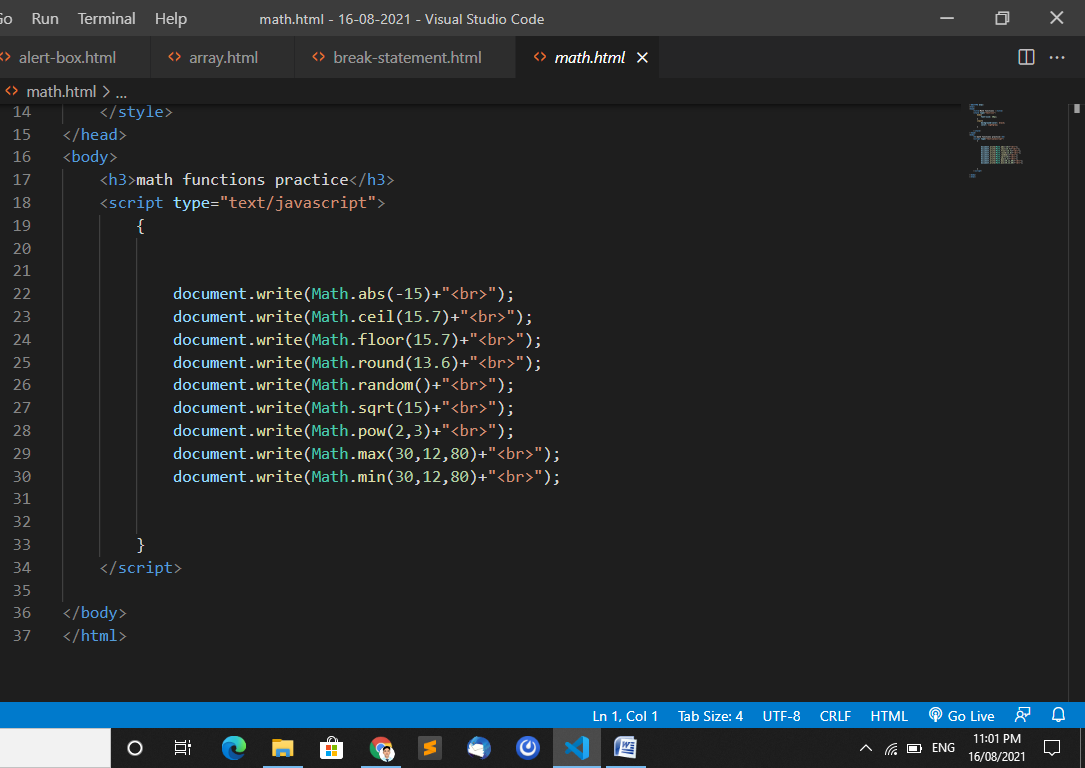 Go Run Terminal Help math.html - 16-08-2021 - Visual Studio Code
alert-box.html array.html break-statement.html math.html
math.html > ...
14 </style>
15 </head>
16 <body>
17 <h3>math functions practice</h3>
18 <script type="text/javascript">
19 {
20
21
22 document.write(Math.abs(-15)+"<br>");
23 document.write(Math.ceil(15.7)+"<br>");
24 document.write(Math.floor(15.7)+"<br>");
25 document.write(Math.round(13.6)+"<br>");
26 document.write(Math.random()+"<br>");
27 document.write(Math.sqrt(15)+"<br>");
28 document.write(Math.pow(2,3)+"<br>");
29 document.write(Math.max(30,12,80)+"<br>");
30 document.write(Math.min(30,12,80)+"<br>");
31
32
33 }
34 </script>
35
36 </body>
37 </html>
Ln 1, Col 1 Tab Size: 4 UTF-8 CRLF HTML Go Live
ENG 11:01 PM
16/08/2021